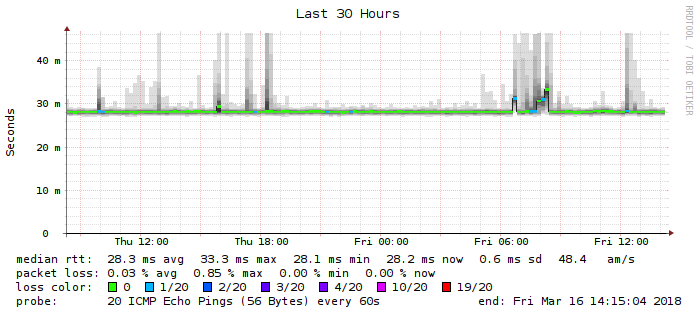 Last 30 Hours
RRDTOOL / TOBI OETIKER
Seconds
40 m
30 m
20 m
10 m
0
Thu 12:00 Thu 18:00 Fri 00:00 Fri 06:00 Fri 12:00
median rtt: 28.3 ms avg 33.3 ms max 28.1 ms min 28.2 ms now 0.6 ms sd 48.4 am/s
packet loss: 0.03 % avg 0.85 % max 0.00 % min 0.00 % now
loss color: 0 1/20 2/20 3/20 4/20 10/20 19/20
probe: 20 ICMP Echo Pings (56 Bytes) every 60s end: Fri Mar 16 14:15:04 2018